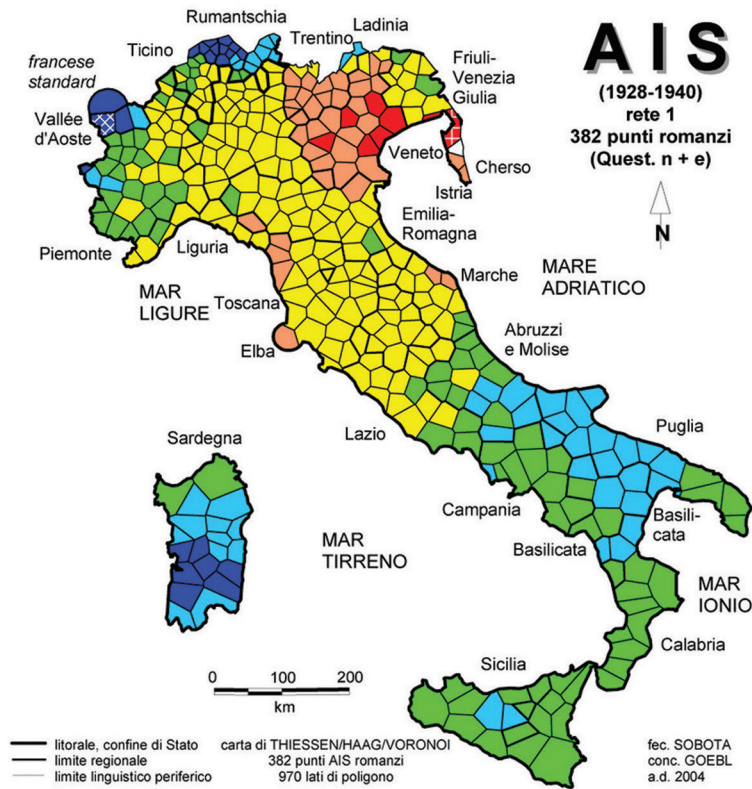 Rumantschia
Ladinia
Ticino
Trentino
francese
standard
Friuli-
Venezia
Giulia
Vallée
d'Aoste
AIS
(1928-1940)
rete 1
382 punti romanzi
(Quest. n + e)
N
Veneto
Cherso
Istria
Emilia-
Romagna
Piemonte
Liguria
Marche
MARE
ADRIATICO
MAR
LIGURE
Toscana
Abruzzi
e Molise
Elba
Lazio
Puglia
Sardegna
Campania
Basili-
cata
Basilicata
MAR
TIRRENO
MAR
IONIO
Calabria
Sicilia
0 100 200
km
litorale, confine di Stato
limite regionale
limite linguistico periferico
carta di THIESSEN/HAAG/VORONOI
382 punti AIS romanzi
970 lati di poligono
fec. SOBOTA
conc. GOEBL
a.d. 2004